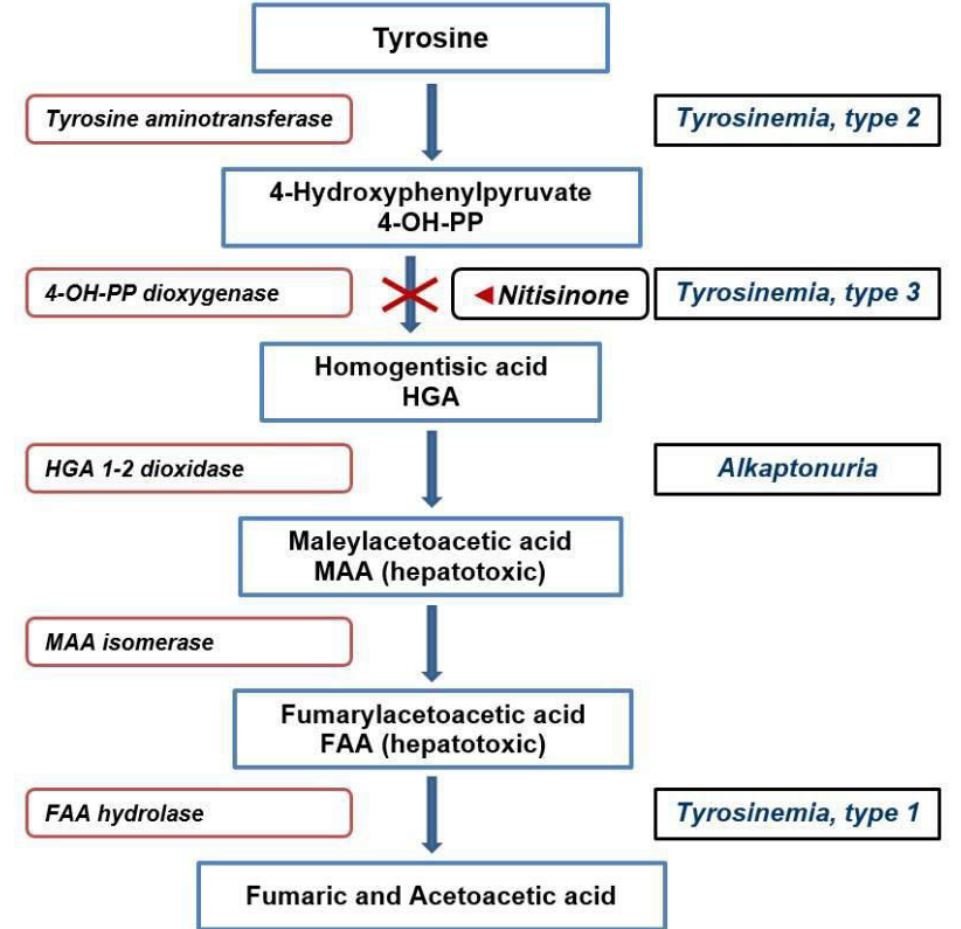 Tyrosine
Tyrosine aminotransferase
Tyrosinemia, type 2
4-Hydroxyphenylpyruvate
4-OH-PP
4-OH-PP dioxygenase
Nitisinone
Tyrosinemia, type 3
Homogentisic acid
HGA
HGA 1-2 dioxidase
Alkaptonuria
Maleylacetoacetic acid
MAA (hepatotoxic)
MAA isomerase
Fumarylacetoacetic acid
FAA (hepatotoxic)
FAA hydrolase
Tyrosinemia, type 1
Fumaric and Acetoacetic acid